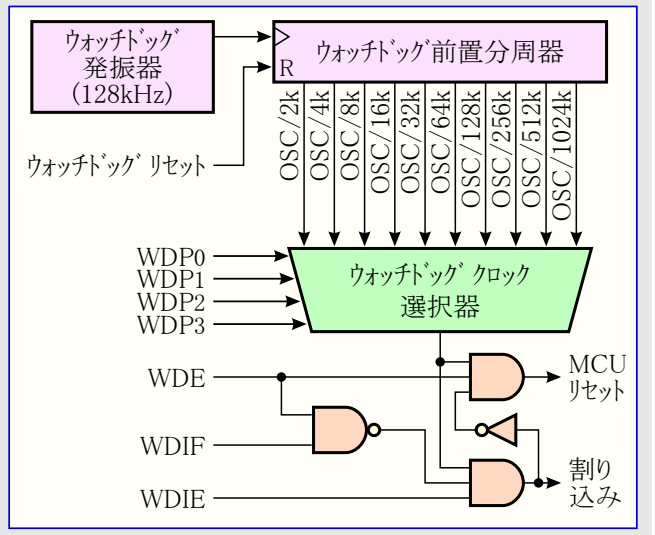 ｳｫｯﾁﾄﾞｯｸﾞ
発振器
(128kHz)
ｳｫｯﾁﾄﾞｯｸﾞ前置分周器
R
ｳｫｯﾁﾄﾞｯｸﾞ ﾘｾｯﾄ
OSC/2k
OSC/4k
OSC/8k
OSC/16k
OSC/32k
OSC/64k
OSC/128k
OSC/256k
OSC/512k
OSC/1024k
WDP0
WDP1
WDP2
WDP3
ｳｫｯﾁﾄﾞｯｸﾞ ｸﾛｯｸ
選択器
WDE
MCU
ﾘｾｯﾄ
WDIF
WDIE
割り
込み